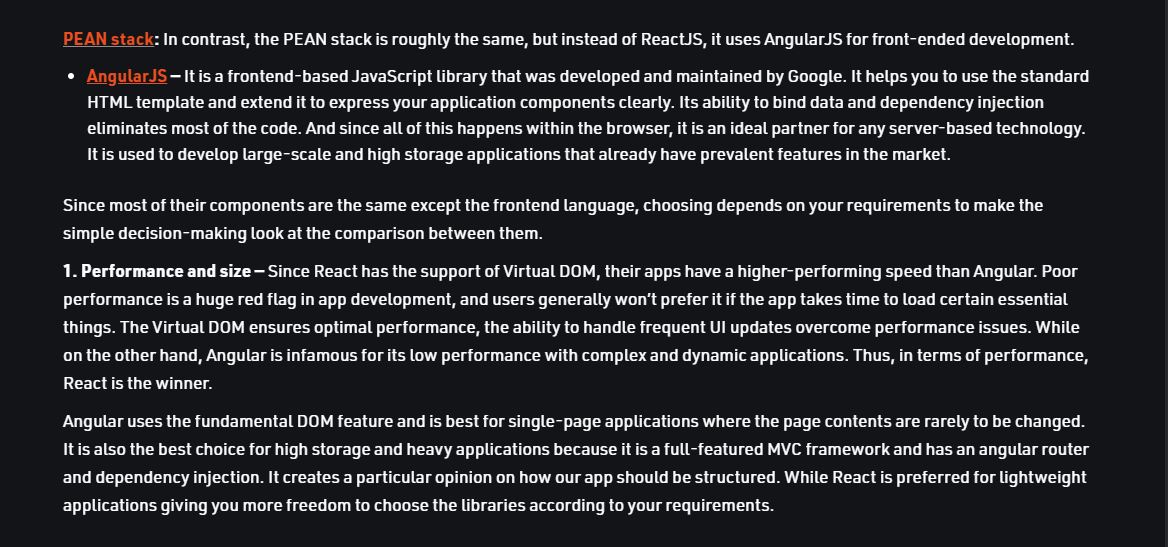 PEAN stack: In contrast, the PEAN stack is roughly the same, but instead of ReactJS, it uses AngularJS for front-ended development.
• AngularJS – It is a frontend-based JavaScript library that was developed and maintained by Google. It helps you to use the standard
HTML template and extend it to express your application components clearly. Its ability to bind data and dependency injection
eliminates most of the code. And since all of this happens within the browser, it is an ideal partner for any server-based technology.
It is used to develop large-scale and high storage applications that already have prevalent features in the market.
Since most of their components are the same except the frontend language, choosing depends on your requirements to make the
simple decision-making look at the comparison between them.
1. Performance and size – Since React has the support of Virtual DOM, their apps have a higher-performing speed than Angular. Poor
performance is a huge red flag in app development, and users generally won't prefer it if the app takes time to load certain essential
things. The Virtual DOM ensures optimal performance, the ability to handle frequent UI updates overcome performance issues. While
on the other hand, Angular is infamous for its low performance with complex and dynamic applications. Thus, in terms of performance,
React is the winner.
Angular uses the fundamental DOM feature and is best for single-page applications where the page contents are rarely to be changed.
It is also the best choice for high storage and heavy applications because it is a full-featured MVC framework and has an angular router
and dependency injection. It creates a particular opinion on how our app should be structured. While React is preferred for lightweight
applications giving you more freedom to choose the libraries according to your requirements.